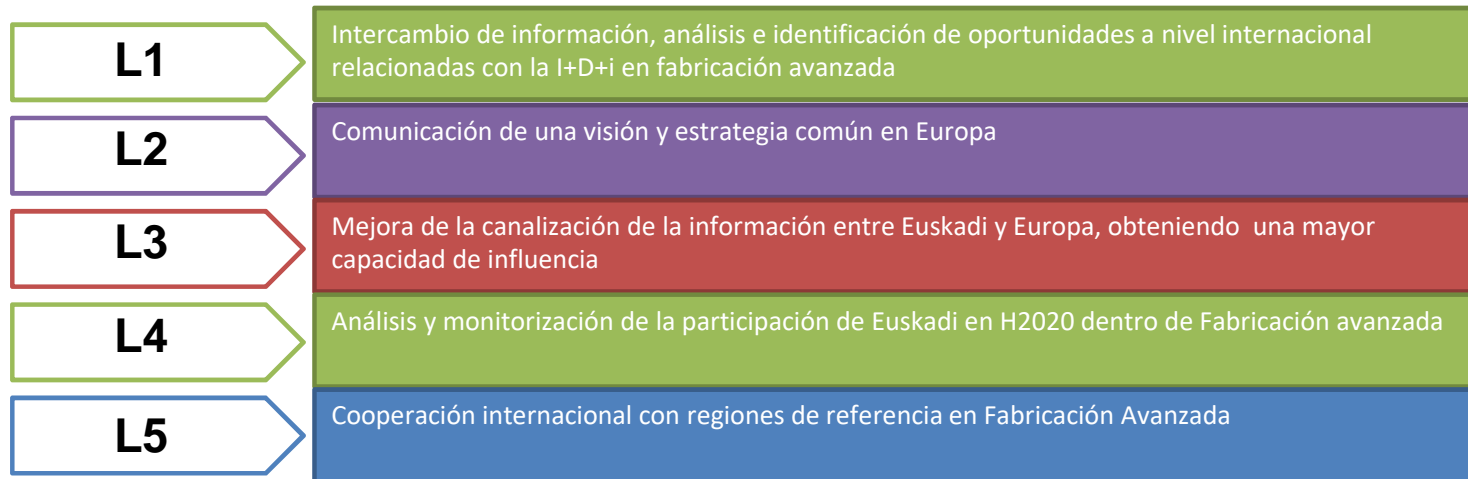 L1
Intercambio de información, análisis e identificación de oportunidades a nivel internacional
relacionadas con la I+D+i en fabricación avanzada
L2
Comunicación de una visión y estrategia común en Europa
L3
Mejora de la canalización de la información entre Euskadi y Europa, obteniendo una mayor
capacidad de influencia
L4
Análisis y monitorización de la participación de Euskadi en H2020 dentro de Fabricación avanzada
L5
Cooperación internacional con regiones de referencia en Fabricación Avanzada